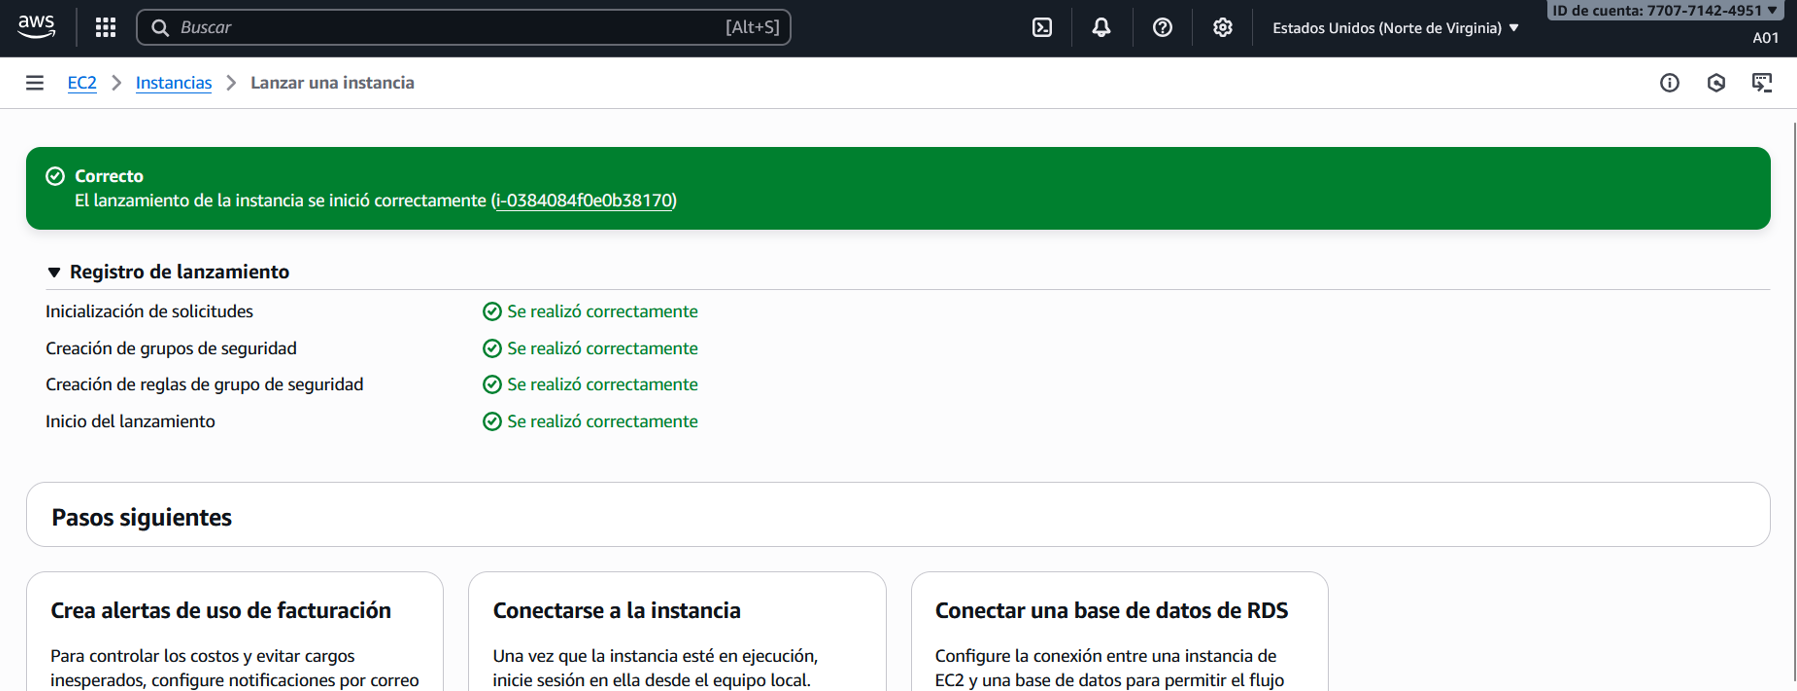 aws
Buscar
[Alt+S]
Estados Unidos (Norte de Virginia)
ID de cuenta: 7707-7142-4951
A01
EC2
Instancias
Lanzar una instancia
Correcto
El lanzamiento de la instancia se inició correctamente (i-0384084f0e0b38170)
Registro de lanzamiento
Inicialización de solicitudes
Se realizó correctamente
Creación de grupos de seguridad
Se realizó correctamente
Creación de reglas de grupo de seguridad
Se realizó correctamente
Inicio del lanzamiento
Se realizó correctamente
Pasos siguientes
Crea alertas de uso de facturación
Para controlar los costos y evitar cargos
inesperados, configure notificaciones por correo
Conectarse a la instancia
Una vez que la instancia esté en ejecución,
inicie sesión en ella desde el equipo local.
Conectar una base de datos de RDS
Configure la conexión entre una instancia de
EC2 y una base de datos para permitir el flujo